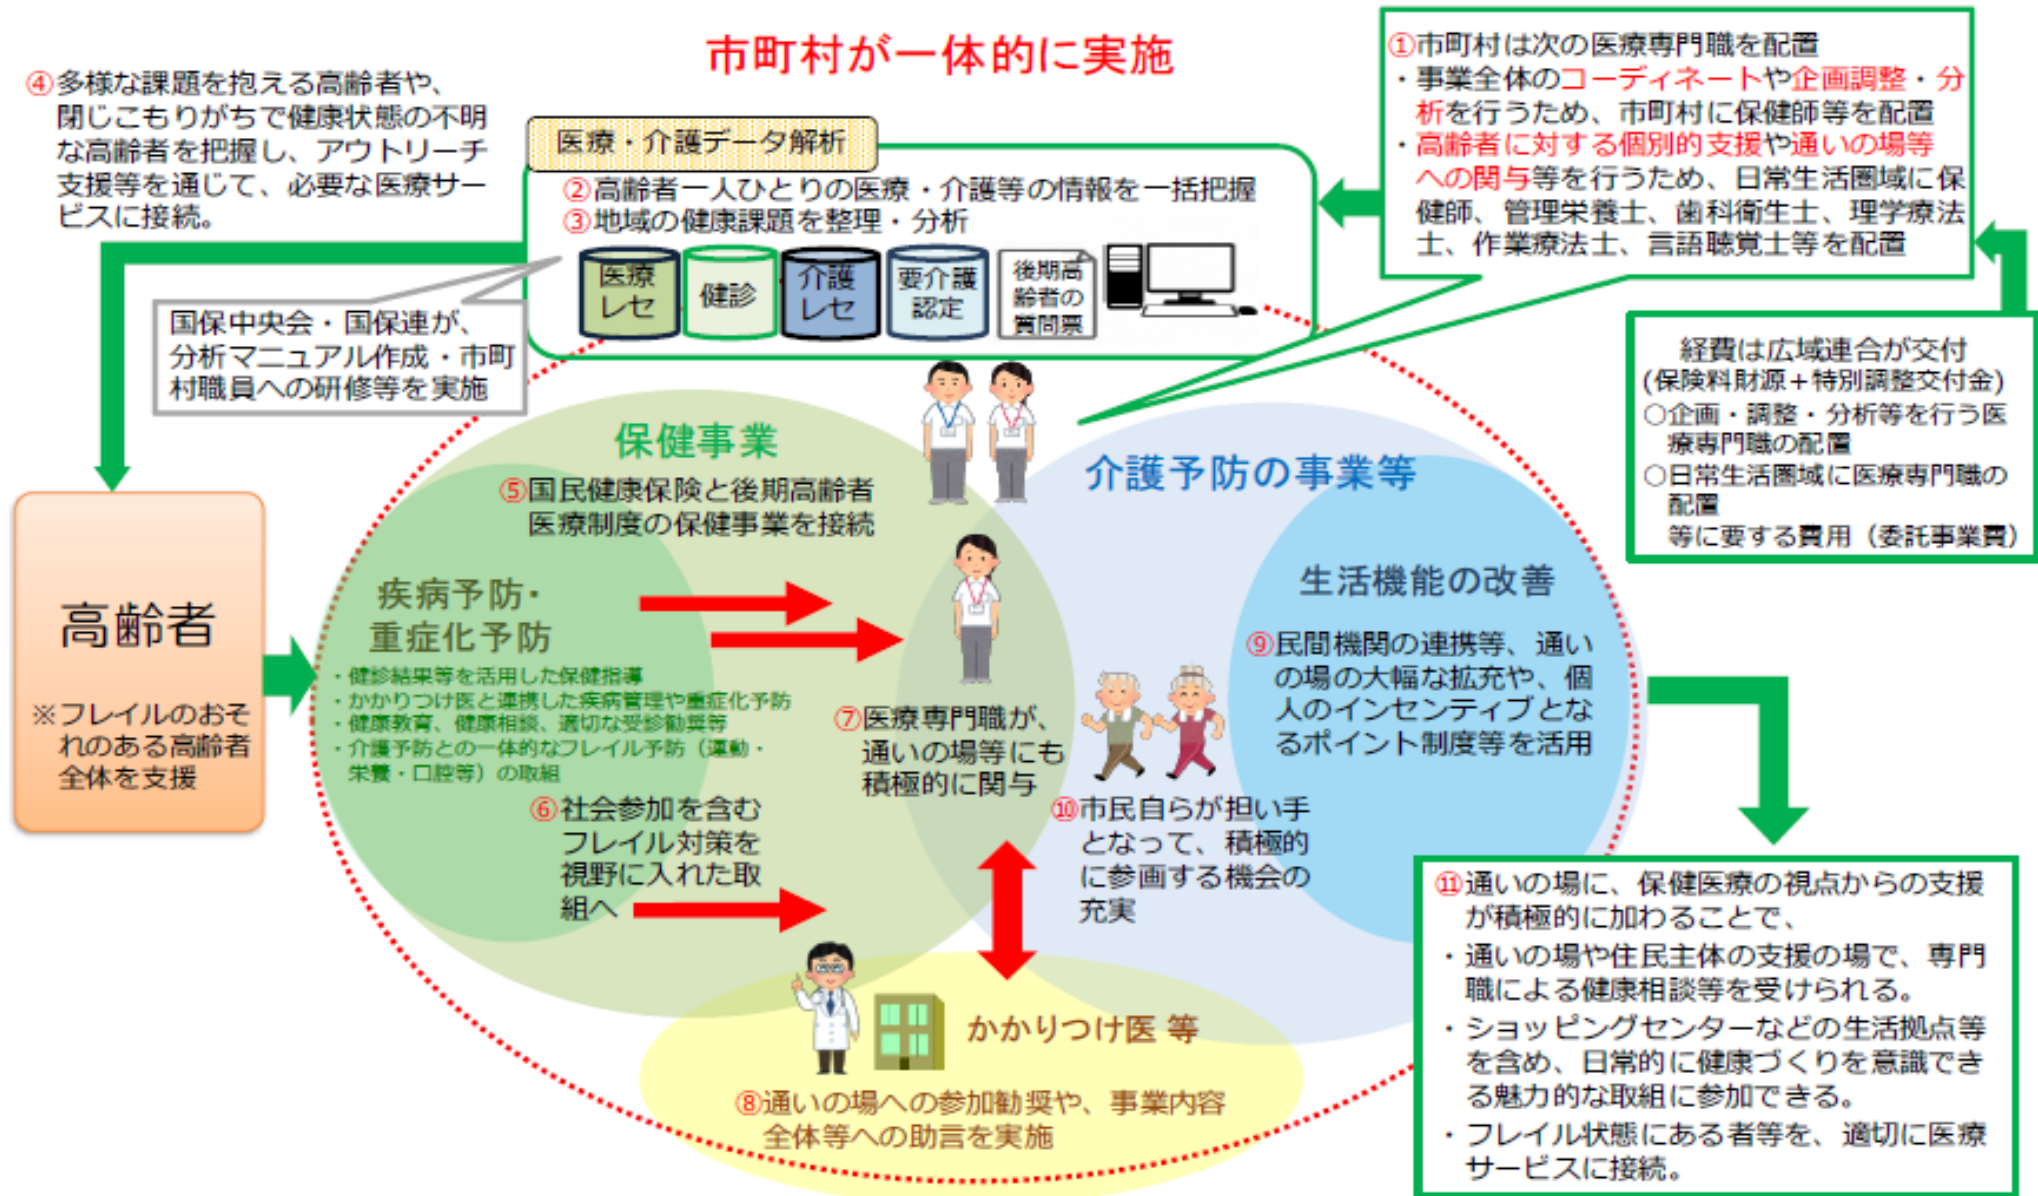 市町村が一体的に実施
①市町村は次の医療専門職を配置
・事業全体のコーディネートや企画調整・分
析を行うため、市町村に保健師等を配置
・高齢者に対する個別的支援や通いの場等
への関与等を行うため、日常生活圏域に保
健師、管理栄養士、歯科衛生士、理学療法
士、作業療法士、言語聴覚士等を配置
④多様な課題を抱える高齢者や、
閉じこもりがちで健康状態の不明
な高齢者を把握し、アウトリーチ
支援等を通じて、必要な医療サー
ビスに接続。
医療・介護データ解析
②高齢者一人ひとりの医療・介護等の情報を一括把握
③地域の健康課題を整理・分析
医療
レセ
健診
介護
レセ
要介護
認定
後期高
齢者の
質問票
国保中央会・国保連が、
分析マニュアル作成・市町
村職員への研修等を実施
経費は広域連合が交付
(保険料財源＋特別調整交付金)
○企画・調整・分析等を行う医
療専門職の配置
○日常生活圏域に医療専門職の
配置
等に要する費用（委託事業費）
保健事業
⑤国民健康保険と後期高齢者
医療制度の保健事業を接続
介護予防の事業等
高齢者
※フレイルのおそ
れのある高齢者
全体を支援
疾病予防・
重症化予防
・健診結果等を活用した保健指導
・かかりつけ医と連携した疾病管理や重症化予防
・健康教育、健康相談、適切な受診勧奨等
・介護予防との一体的なフレイル予防（運動・
栄養・口腔等）の取組
⑥社会参加を含む
フレイル対策を
視野に入れた取
組へ
⑦医療専門職が、
通いの場等にも
積極的に関与
生活機能の改善
⑨民間機関の連携等、通い
の場の大幅な拡充や、個
人のインセンティブとな
るポイント制度等を活用
⑩市民自らが担い手
となって、積極的
に参画する機会の
充実
かかりつけ医 等
⑧通いの場への参加勧奨や、事業内容
全体等への助言を実施
⑪通いの場に、保健医療の視点からの支援
が積極的に加わることで、
・通いの場や住民主体の支援の場で、専門
職による健康相談等を受けられる。
・ショッピングセンターなどの生活拠点等
を含め、日常的に健康づくりを意識でき
る魅力的な取組に参加できる。
・フレイル状態にある者等を、適切に医療
サービスに接続。